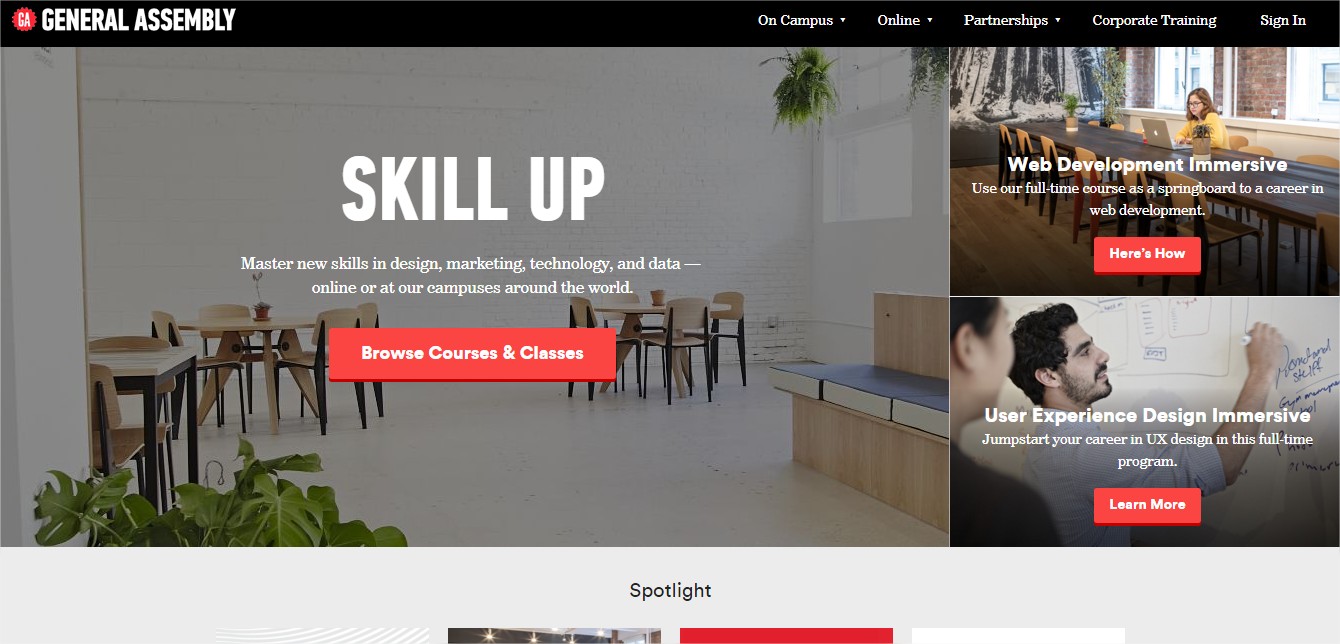 GA GENERAL ASSEMBLY
On Campus ▾ Online ▾ Partnerships ▾ Corporate Training Sign In
SKILL UP
Master new skills in design, marketing, technology, and data —
online or at our campuses around the world.
Browse Courses & Classes
Web Development Immersive
Use our full-time course as a springboard to a career in
web development.
Here's How
User Experience Design Immersive
Jumpstart your career in UX design in this full-time
program.
Learn More
Spotlight